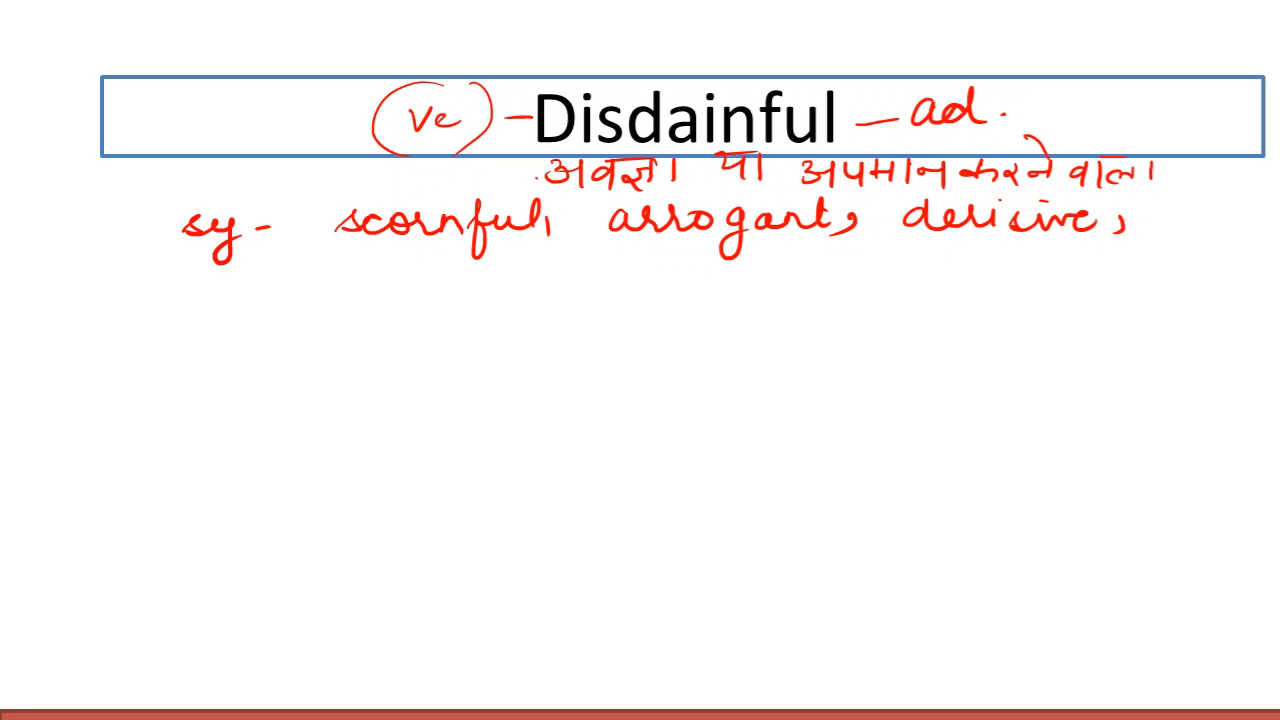 (ve) - Disdainful - ad.
अवज्ञा या अपमान करने वाला
sy - scornful, arrogant, derisive,